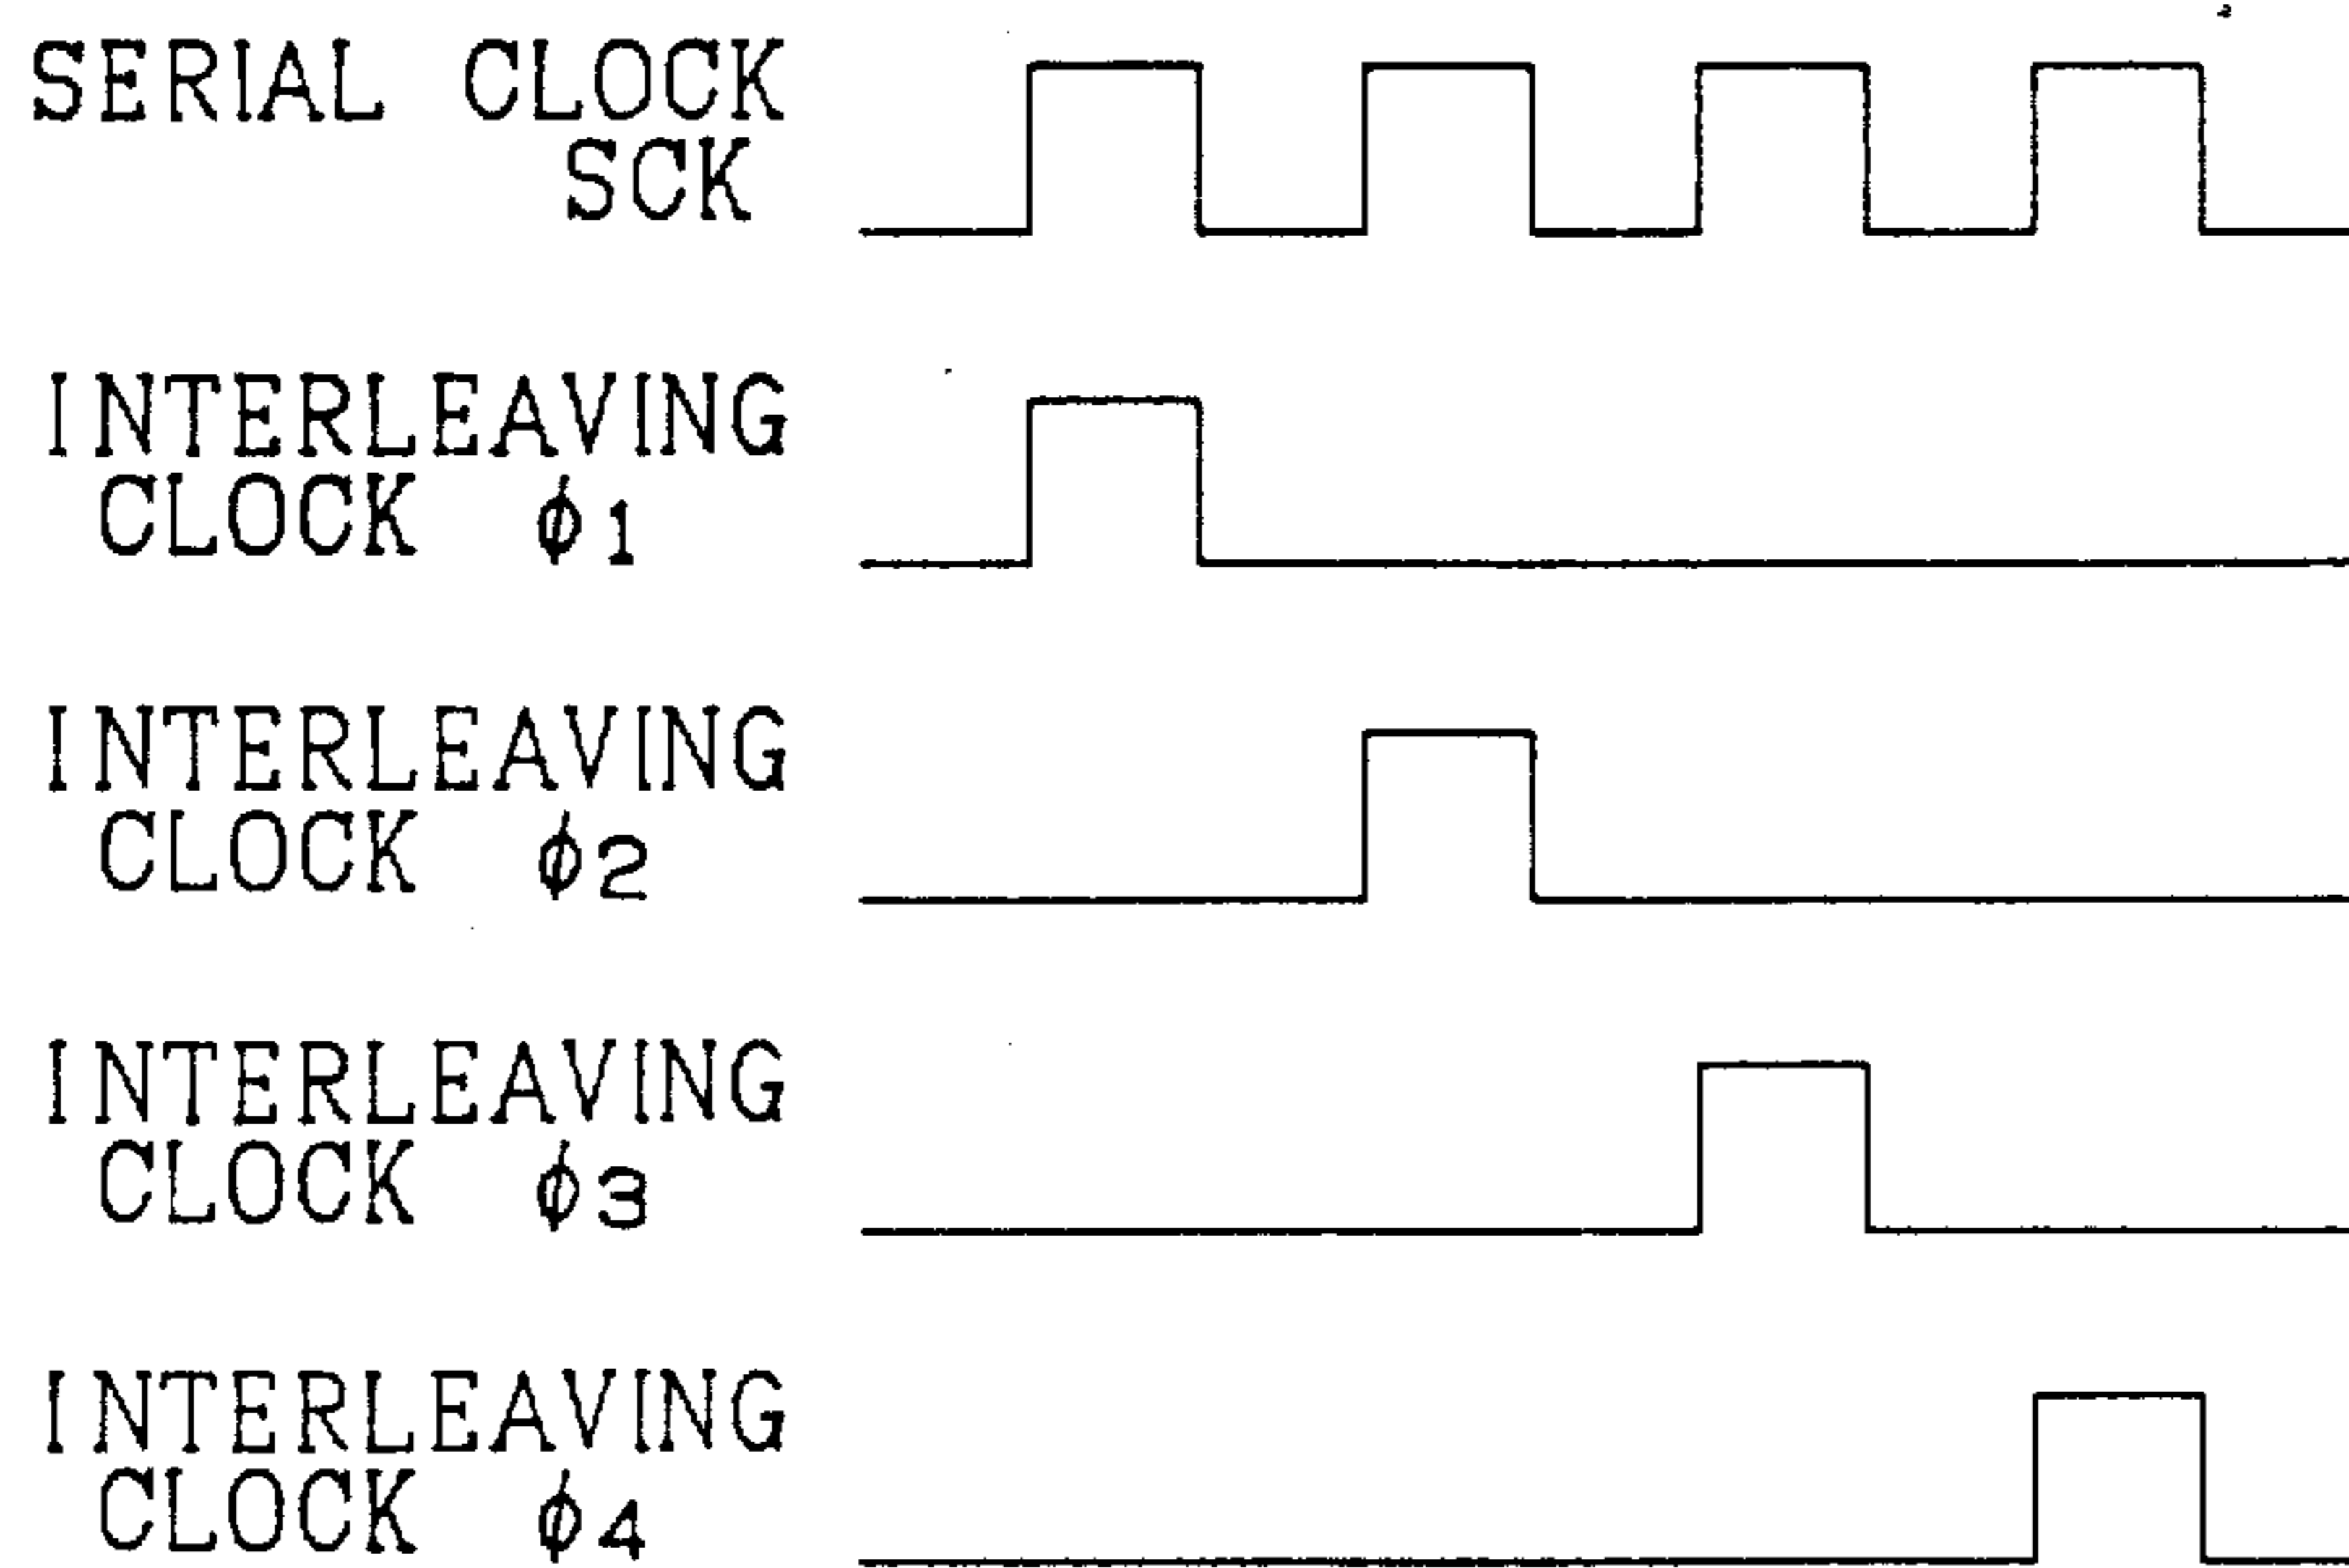 SERIAL CLOCK
SCK
INTERLEAVING
CLOCK ϕ1
INTERLEAVING
CLOCK ϕ2
INTERLEAVING
CLOCK ϕ3
INTERLEAVING
CLOCK ϕ4